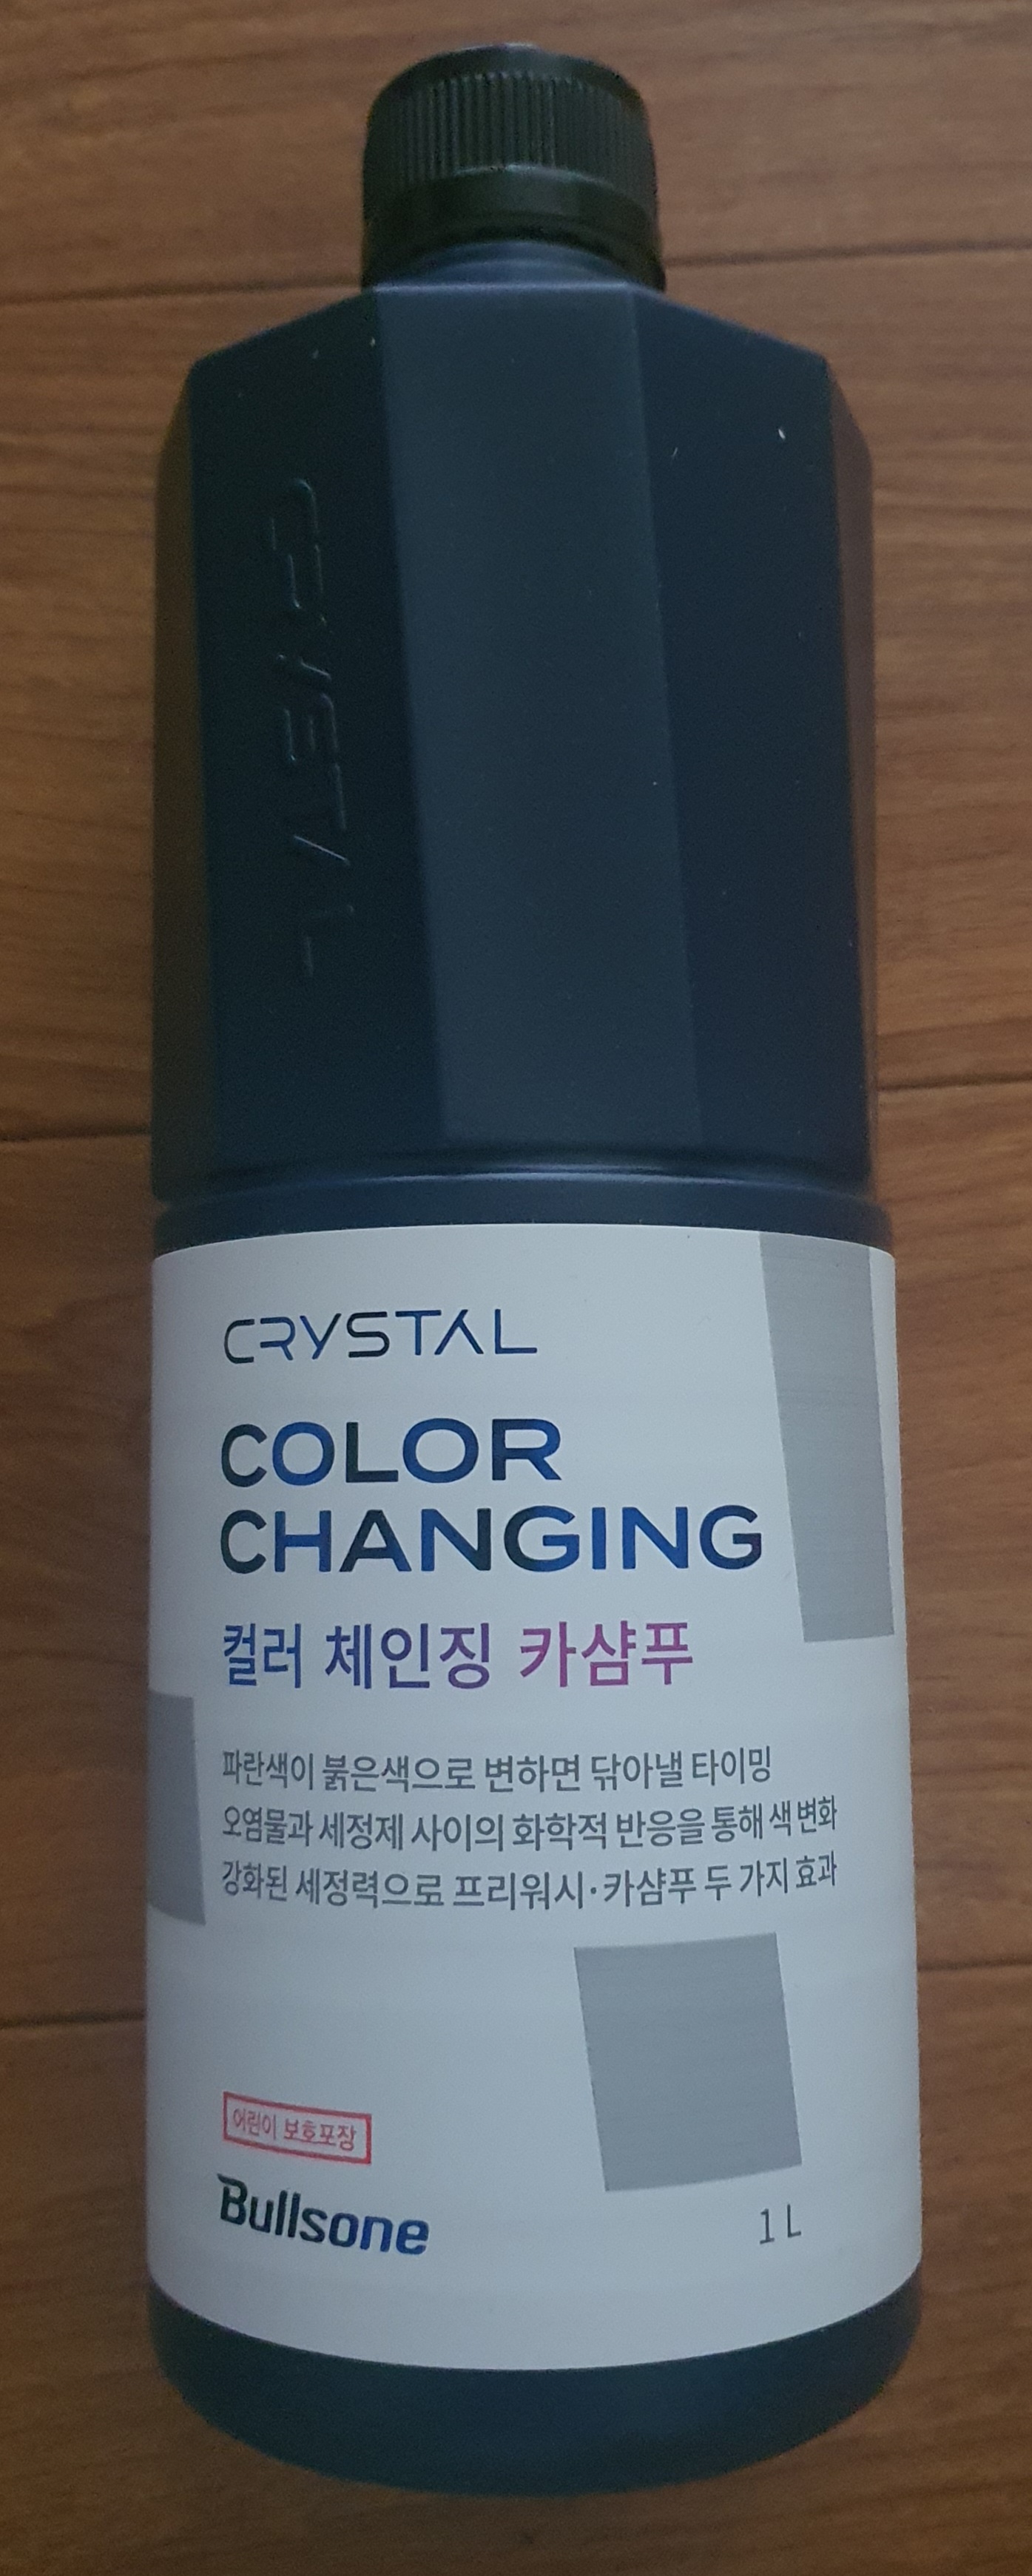 CRYSTAL
CRYSTAL
COLOR
CHANGING
컬러 체인징 카샴푸
파란색이 붉은색으로 변하면 닦아낼 타이밍
오염물과 세정제 사이의 화학적 반응을 통해 색 변화
강화된 세정력으로 프리워시·카샴푸 두 가지 효과
어린이 보호포장
Bullsone
1 L